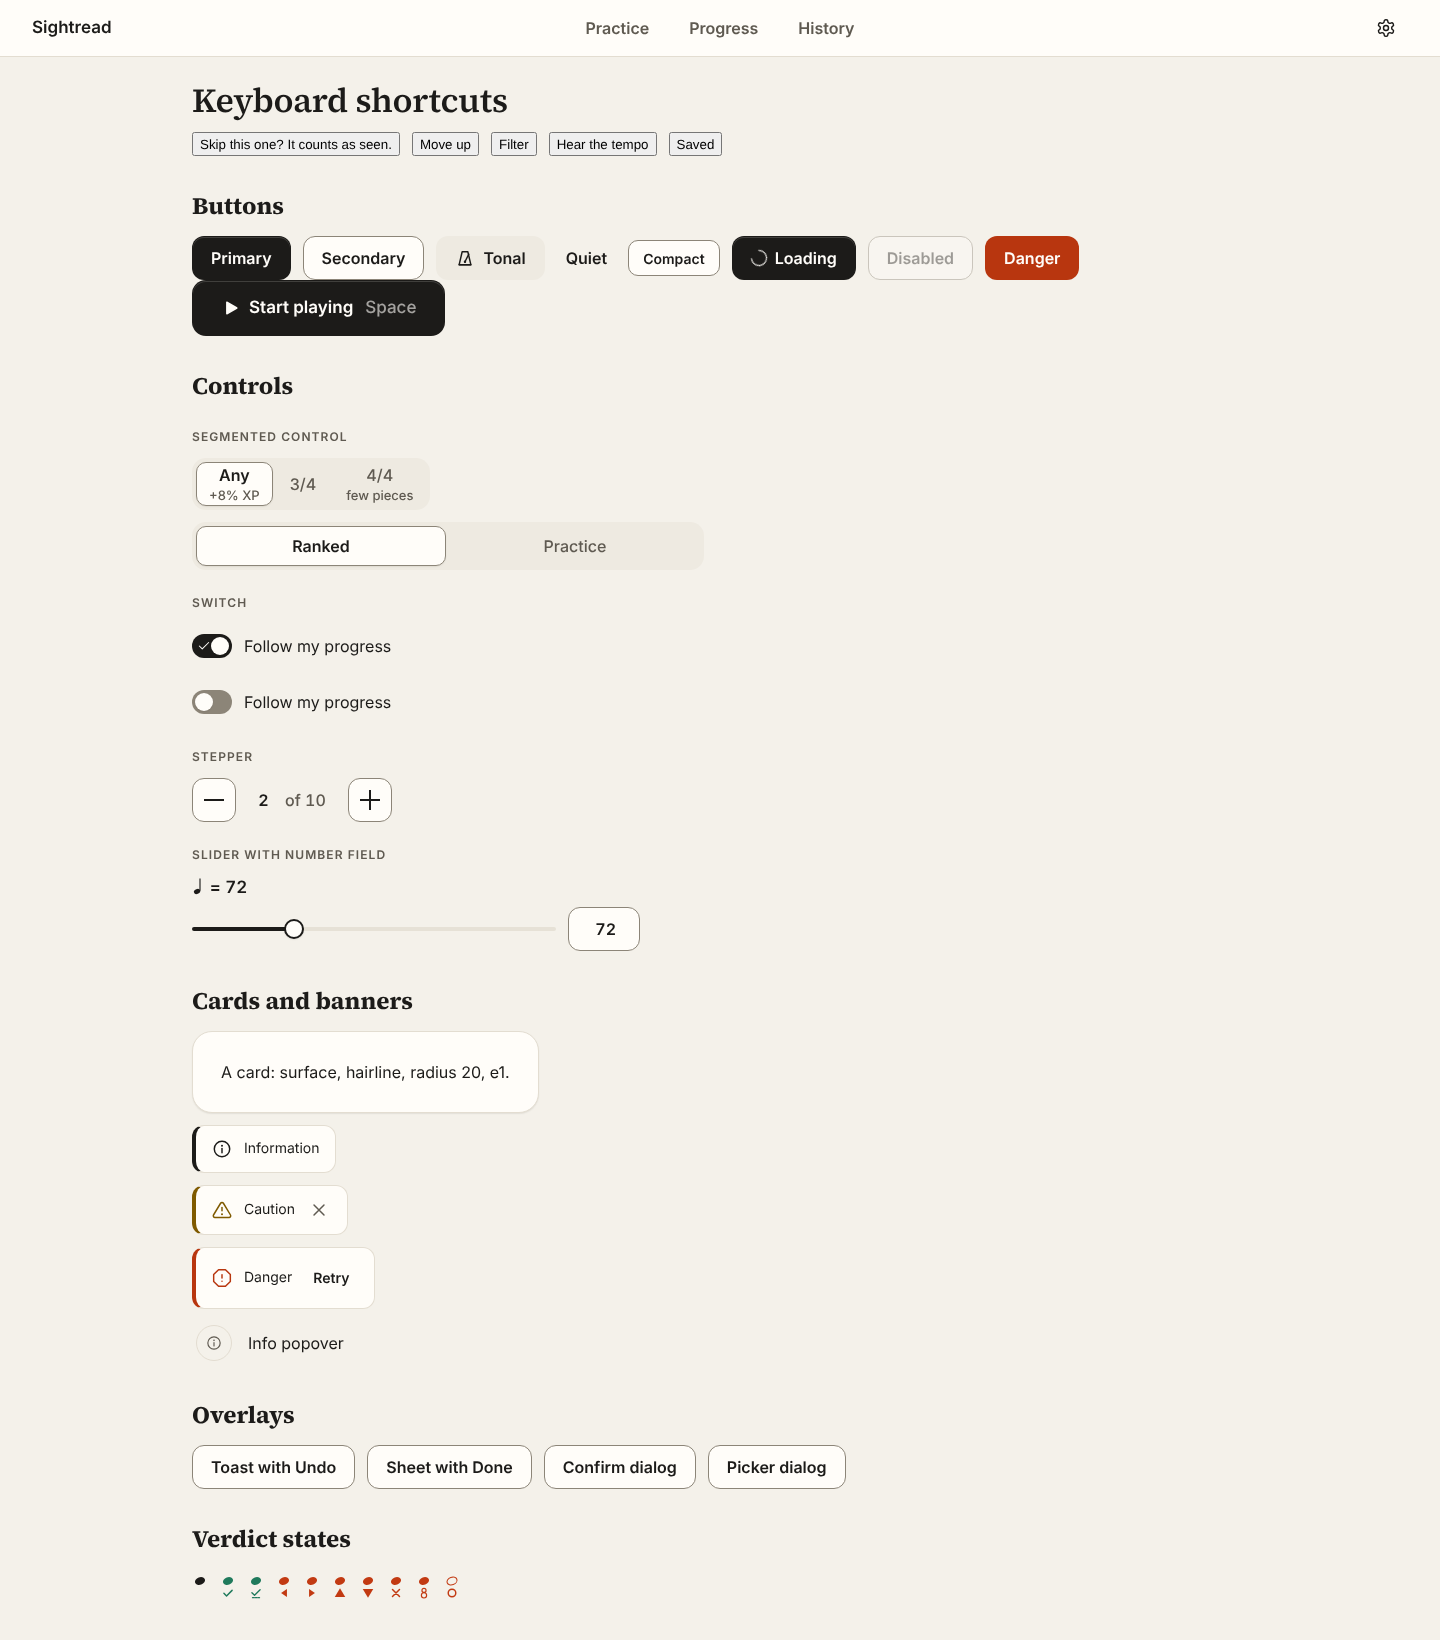 Sightread
Practice Progress History
Keyboard shortcuts
Skip this one? It counts as seen. Move up Filter Hear the tempo Saved
Buttons
Primary Secondary Tonal Quiet Compact Loading Disabled Danger
Start playing Space
Controls
SEGMENTED CONTROL
Any 3/4 4/4
+8% XP few pieces
Ranked Practice
SWITCH
Follow my progress
Follow my progress
STEPPER
2 of 10
SLIDER WITH NUMBER FIELD
= 72
72
Cards and banners
A card: surface, hairline, radius 20, e1.
Information
Caution
Danger Retry
Info popover
Overlays
Toast with Undo Sheet with Done Confirm dialog Picker dialog
Verdict states